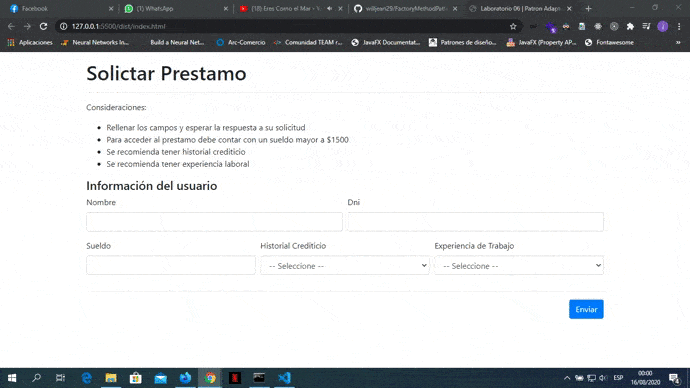 Facebook
(1) WhatsApp
(10) Eres Como el Mar - Y
willjean29/FactoryMethodPat
Laboratorio 06 | Patron Adap
127.0.0.1:5500/dist/index.html
Aplicaciones
Neural Networks In...
Build a Neural Net...
Arc-Comercio
Comunidad TEAM /...
JavaFX Documentat...
Patrones de diseño...
JavaFX (Property AP...
Fontawesome
Solictar Prestamo
Consideraciones:
Rellenar los campos y esperar la respuesta a su solicitud
Para acceder al prestamo debe contar con un sueldo mayor a $1500
Se recomienda tener historial crediticio
Se recomienda tener experiencia laboral
Información del usuario
Nombre
Dni
Sueldo
Historial Crediticio
Experiencia de Trabajo
-- Seleccione --
-- Seleccione --
Enviar
ESP
00:00
16/08/2020